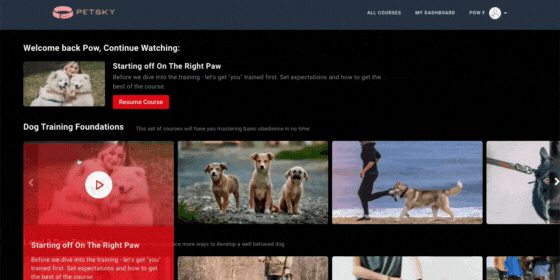 PETSKY
ALL COURSES
MY DASHBOARD
POW F
Welcome back Pow, Continue Watching:
Starting off On The Right Paw
Before we dive into the training - let's get "you" trained first. Set expectations and how to get the
best of the course.
Resume Course
Dog Training Foundations
This set of courses will have you mastering basic obedience in no time
Starting off On The Right Paw
more ways to develop a well behaved dog
Before we dive into the training - let's get "you"
trained first. Set expectations and how to get
the best of the course.